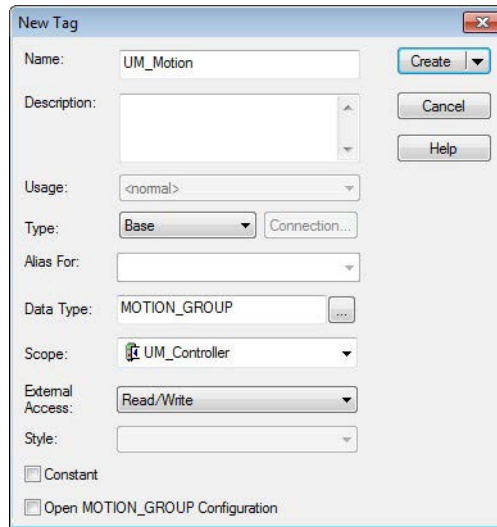 New Tag
Name: UM_Motion Create
Description: Cancel
Help
Usage: <normal>
Type: Base Connection...
Alias For:
Data Type: MOTION_GROUP ...
Scope: UM_Controller
External
Access: Read/Write
Style:
Constant
Open MOTION_GROUP Configuration